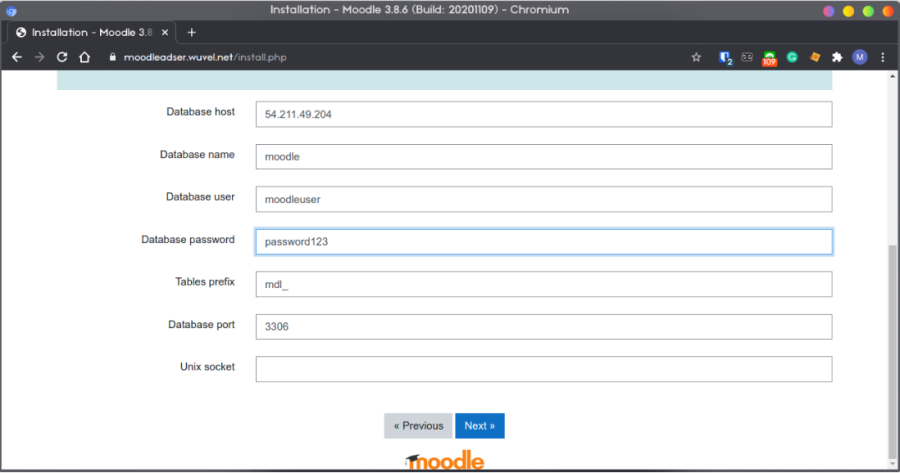 Installation - Moodle 3.8.6 (Build: 20201109) - Chromium
Installation - Moodle 3.8
moodleadser.wuvel.net/install.php
2
109
M
Database host 54.211.49.204
Database name moodle
Database user moodleuser
Database password password123
Tables prefix mdl_
Database port 3306
Unix socket
« Previous Next »
moodle